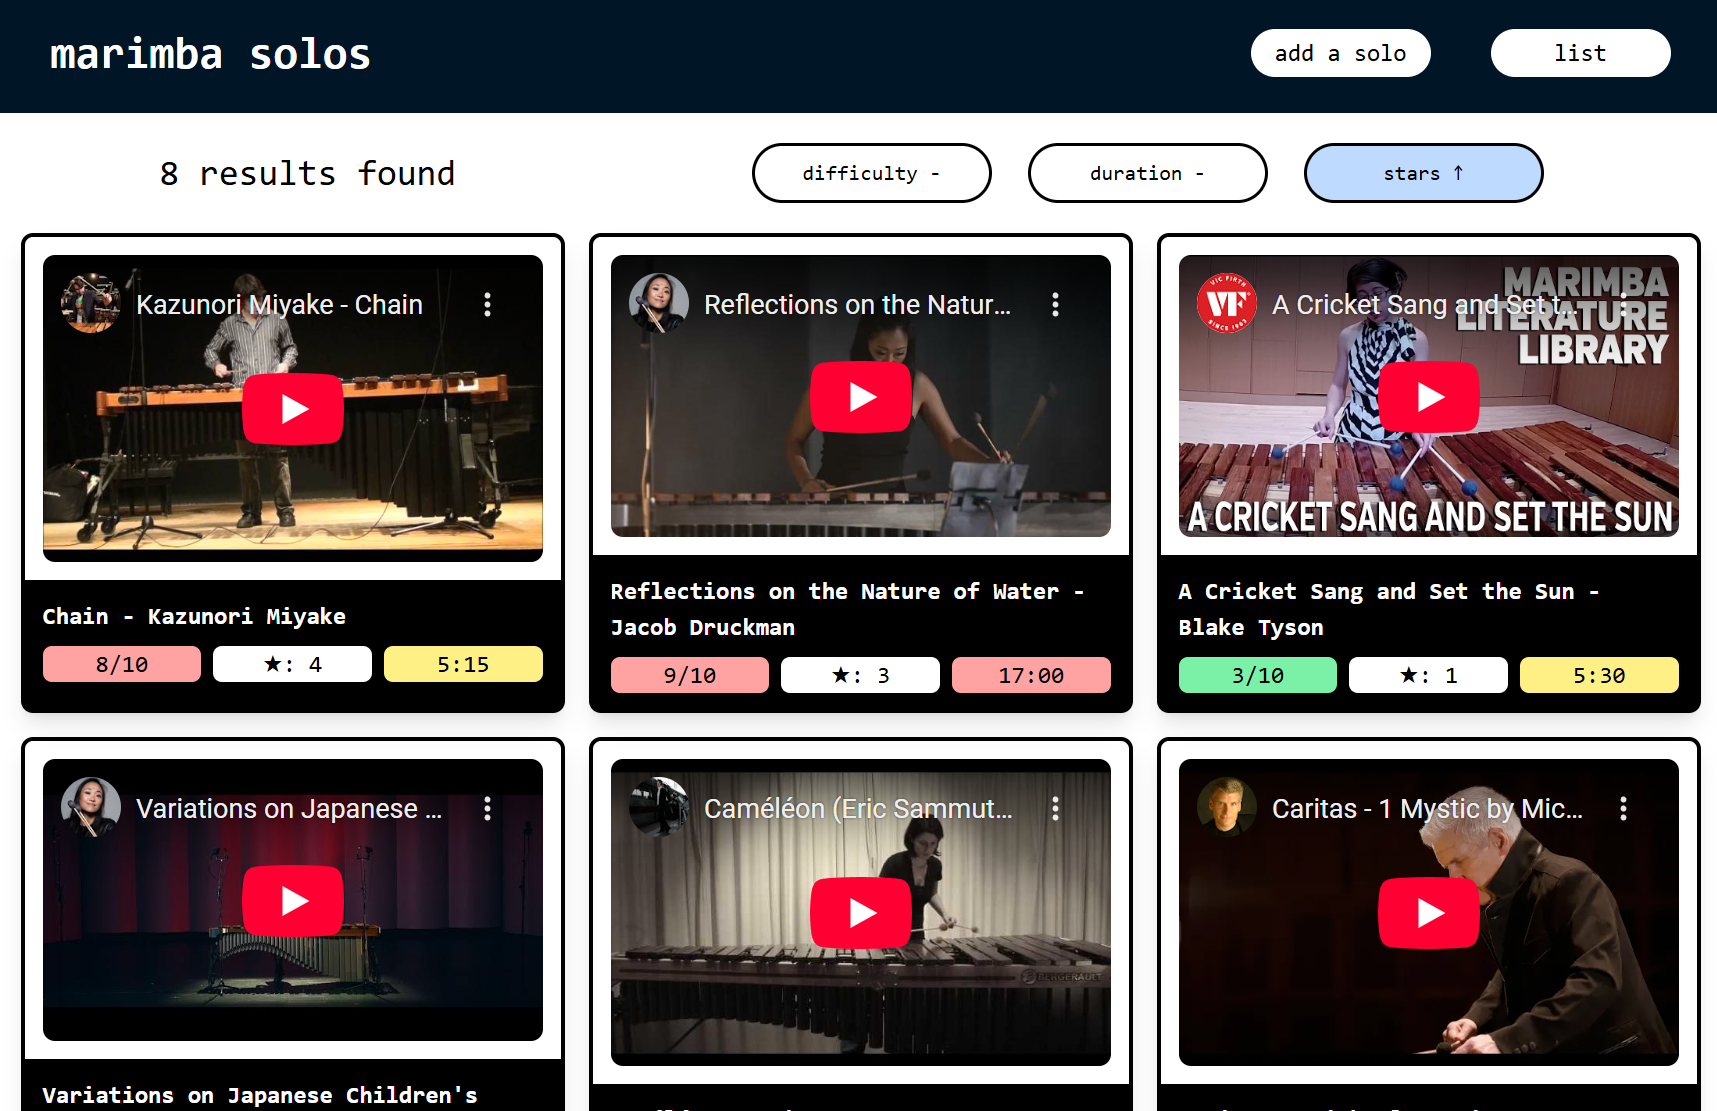 marimba solos
add a solo
list
8 results found
difficulty -
duration -
stars ↑
Kazunori Miyake - Chain
Chain - Kazunori Miyake
8/10
★: 4
5:15
Reflections on the Natur...
Reflections on the Nature of Water -
Jacob Druckman
9/10
★: 3
17:00
VIC FIRTH
VF
SINCE 1963
A Cricket Sang and Set t...
MARIMBA
LITERATURE
LIBRARY
A CRICKET SANG AND SET THE SUN
A Cricket Sang and Set the Sun -
Blake Tyson
3/10
★: 1
5:30
Variations on Japanese ...
Variations on Japanese Children's
Caméléon (Eric Sammut...
BERGERAULT
Caritas - 1 Mystic by Mic...